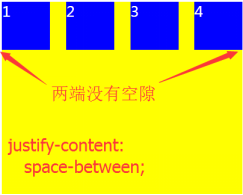 1 2 3 4
两端没有空隙
justify-content:
space-between;